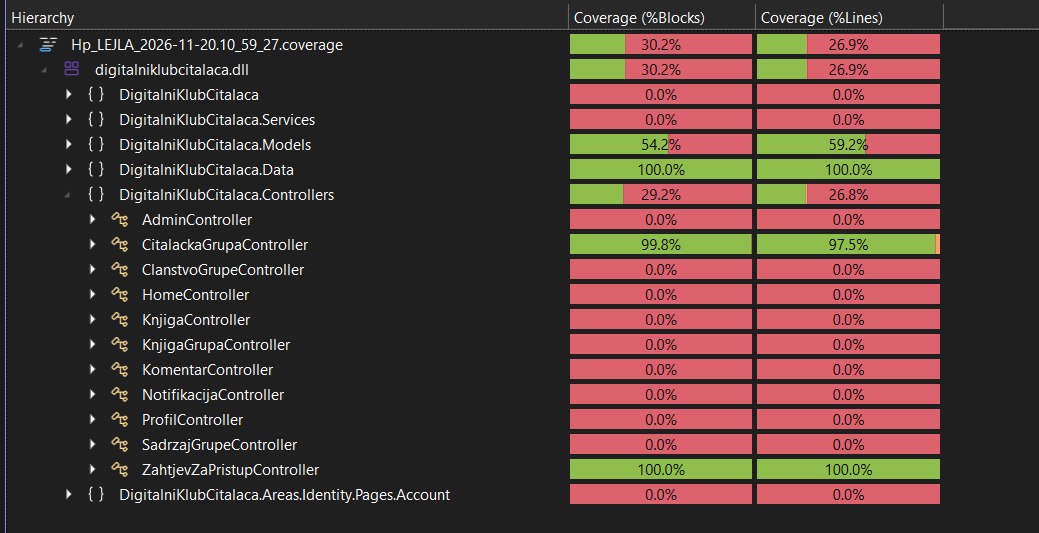 Hierarchy Coverage (%Blocks) Coverage (%Lines)
Hp_LEJLA_2026-11-20.10_59_27.coverage 30.2% 26.9%
digitalniklubcitalaca.dll 30.2% 26.9%
{ } DigitalniKlubCitalaca 0.0% 0.0%
{ } DigitalniKlubCitalaca.Services 0.0% 0.0%
{ } DigitalniKlubCitalaca.Models 54.2% 59.2%
{ } DigitalniKlubCitalaca.Data 100.0% 100.0%
{ } DigitalniKlubCitalaca.Controllers 29.2% 26.8%
AdminController 0.0% 0.0%
CitalackaGrupaController 99.8% 97.5%
ClanstvoGrupeController 0.0% 0.0%
HomeController 0.0% 0.0%
KnjigaController 0.0% 0.0%
KnjigaGrupaController 0.0% 0.0%
KomentarController 0.0% 0.0%
NotifikacijaController 0.0% 0.0%
ProfilController 0.0% 0.0%
SadrzajGrupeController 0.0% 0.0%
ZahtjevZaPristupController 100.0% 100.0%
{ } DigitalniKlubCitalaca.Areas.Identity.Pages.Account 0.0% 0.0%